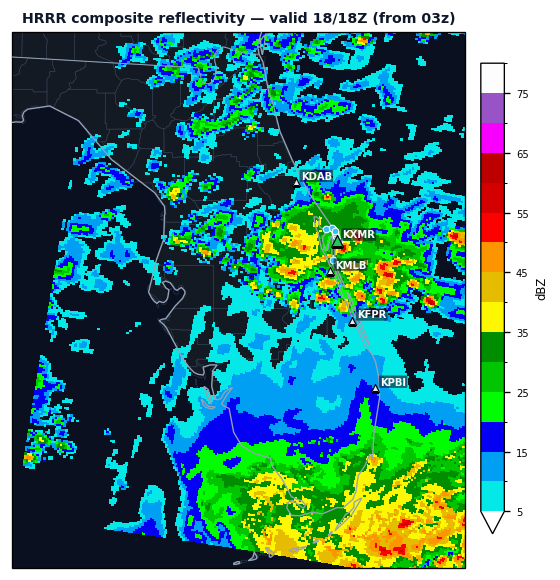 HRRR composite reflectivity — valid 18/18Z (from 03z)
KDAB
KXMR
KMLB
KFPR
KPBI
75
65
55
45
35
25
15
5
dBZ